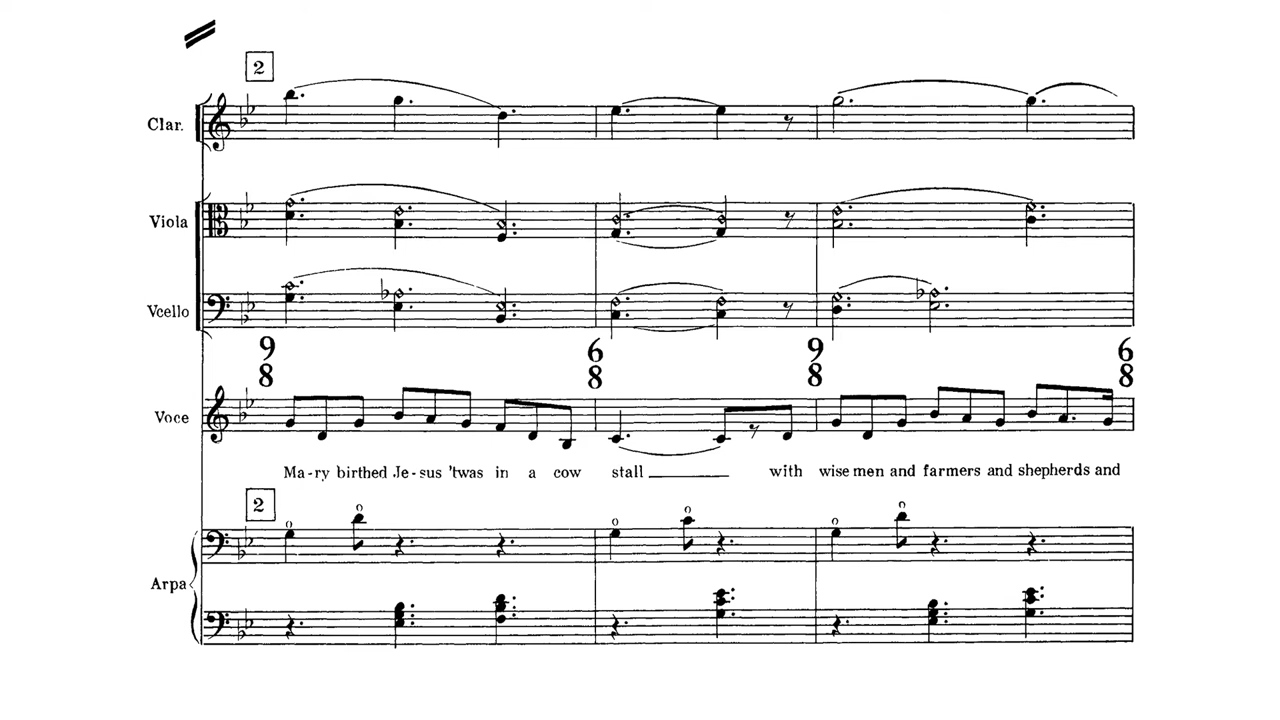 2
Clar.
Viola
Vcello
9 6 9 6
8 8 8 8
Voce
Ma-ry birthed Je-sus 'twas in a cow stall with wise men and farmers and shepherds and
2
Arpa